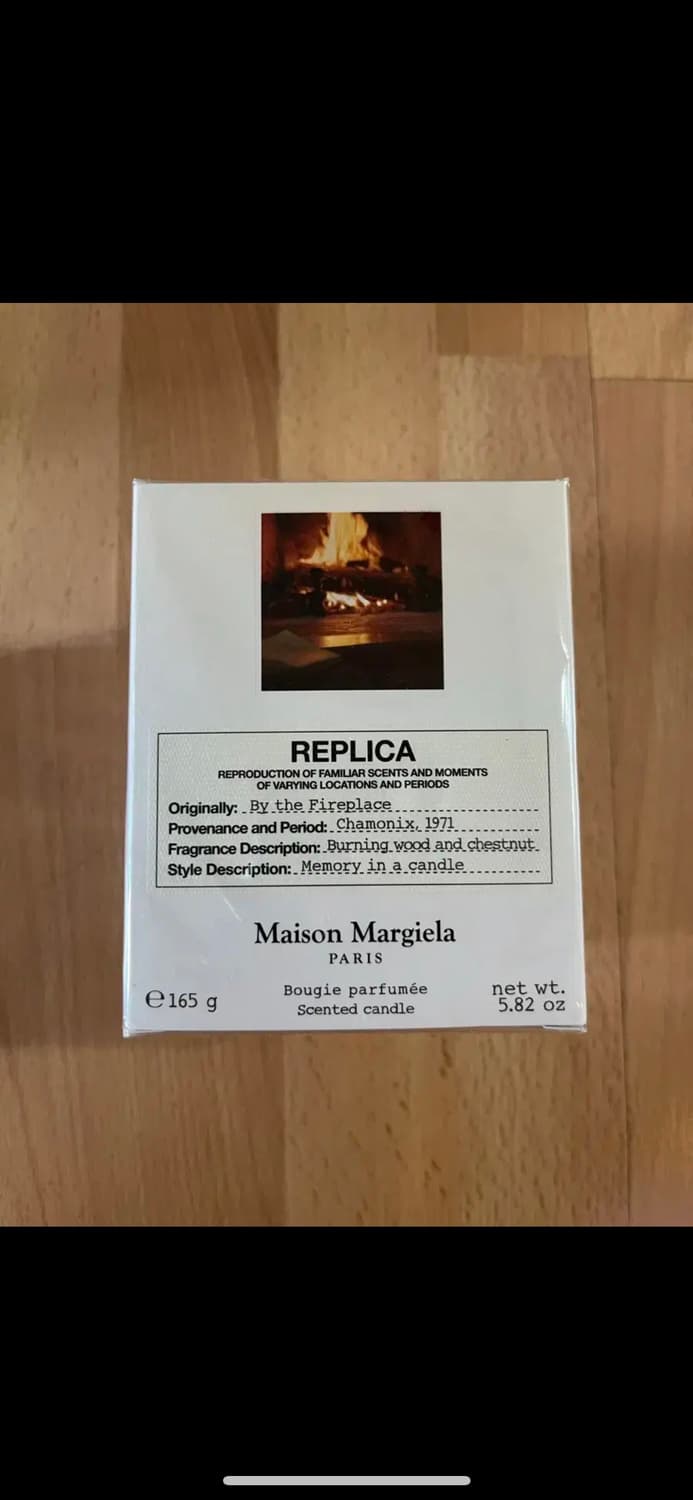 REPLICA
REPRODUCTION OF FAMILIAR SCENTS AND MOMENTS
OF VARYING LOCATIONS AND PERIODS
Originally: By the Fireplace
Provenance and Period: Chamonix, 1971
Fragrance Description: Burning wood and chestnut
Style Description: Memory in a candle
Maison Margiela
PARIS
℮165 g
Bougie parfumée
Scented candle
net wt.
5.82 oz